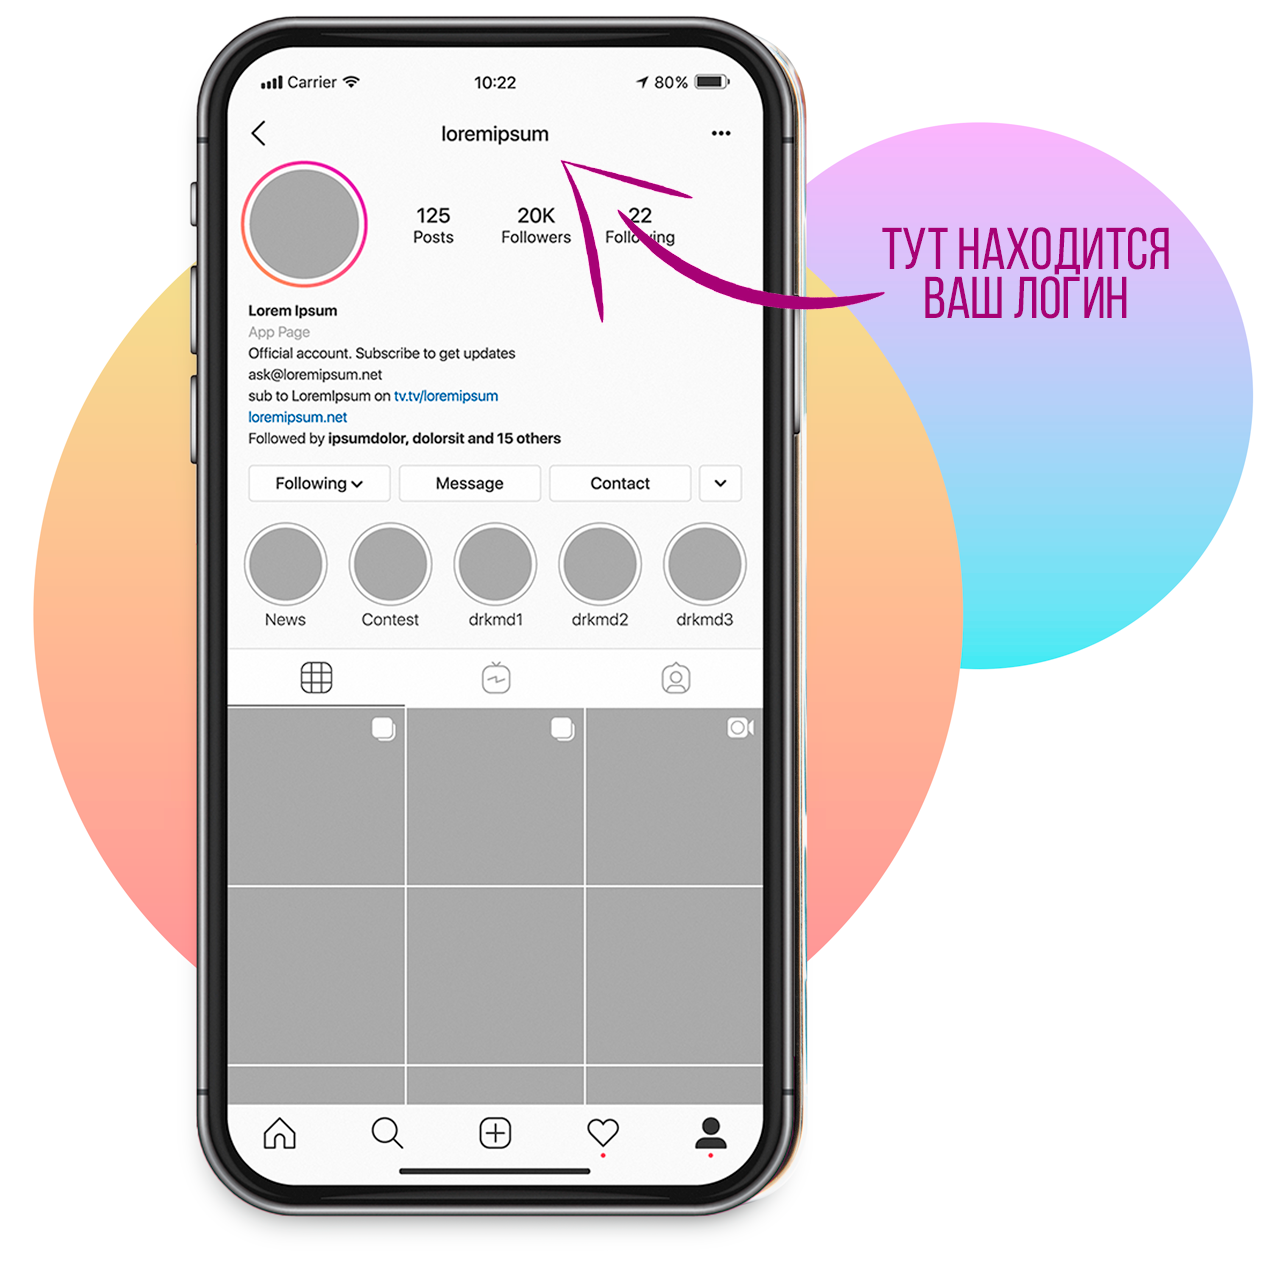 Carrier 10:22 80%
loremipsum
125 20K 22
Posts Followers Following
ТУТ НАХОДИТСЯ
ВАШ ЛОГИН
Lorem Ipsum
App Page
Official account. Subscribe to get updates
ask@loremipsum.net
sub to LoremIpsum on tv.tv/loremipsum
loremipsum.net
Followed by ipsumdolor, dolorsit and 15 others
Following Message Contact
News Contest drkmd1 drkmd2 drkmd3